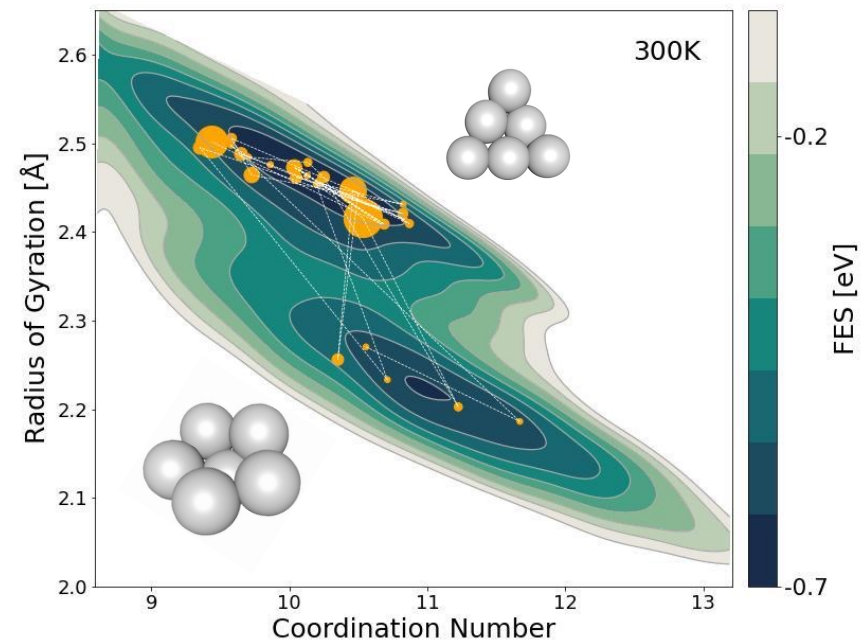 300K
2.6
2.5
2.4
2.3
2.2
2.1
2.0
Radius of Gyration [Å]
9 10 11 12 13
Coordination Number
-0.2
-0.7
FES [eV]